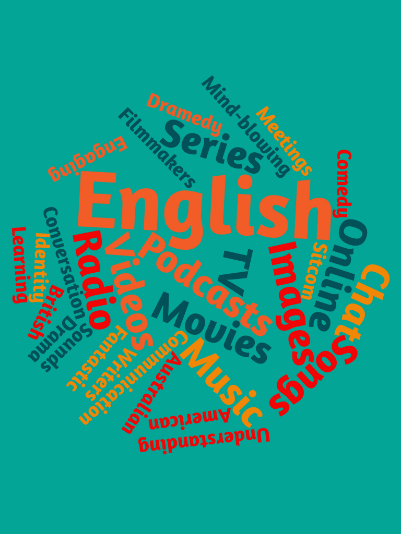 Mind-blowing
Dramedy
Meetings
Filmmakers
Series
Engaging
Comedy
English
Conversation
Online
Learning
Identity
Radio
Videos
Podcasts
TV
Images
Sitcom
Chat
British
Sounds
Drama
Movies
Songs
Fantastic
Writers
Communication
Music
Australian
American
Understanding